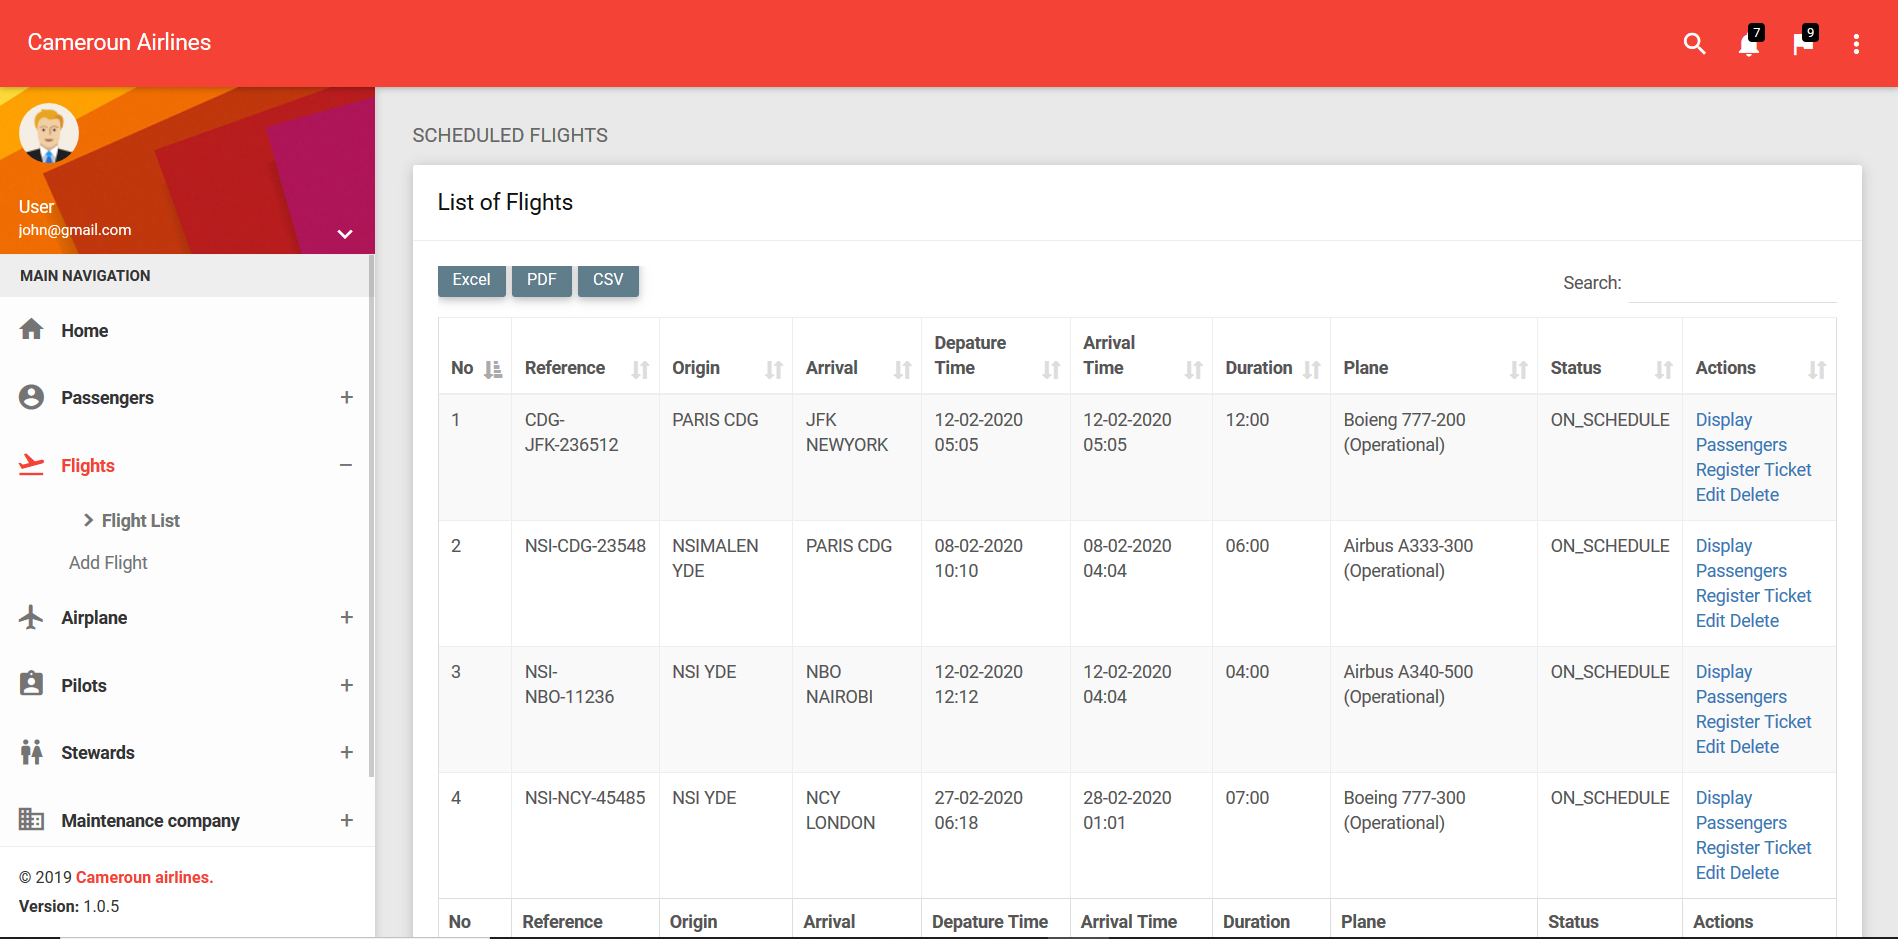 Cameroun Airlines
7
9
User
john@gmail.com
MAIN NAVIGATION
Home
Passengers
Flights
Flight List
Add Flight
Airplane
Pilots
Stewards
Maintenance company
© 2019 Cameroun airlines.
Version: 1.0.5
SCHEDULED FLIGHTS
List of Flights
Excel PDF CSV
Search:
No Reference Origin Arrival Depature Time Arrival Time Duration Plane Status Actions
1 CDG-JFK-236512 PARIS CDG JFK NEWYORK 12-02-2020 05:05 12-02-2020 05:05 12:00 Boieng 777-200 (Operational) ON_SCHEDULE Display Passengers Register Ticket Edit Delete
2 NSI-CDG-23548 NSIMALEN YDE PARIS CDG 08-02-2020 10:10 08-02-2020 04:04 06:00 Airbus A333-300 (Operational) ON_SCHEDULE Display Passengers Register Ticket Edit Delete
3 NSI-NBO-11236 NSI YDE NBO NAIROBI 12-02-2020 12:12 12-02-2020 04:04 04:00 Airbus A340-500 (Operational) ON_SCHEDULE Display Passengers Register Ticket Edit Delete
4 NSI-NCY-45485 NSI YDE NCY LONDON 27-02-2020 06:18 28-02-2020 01:01 07:00 Boeing 777-300 (Operational) ON_SCHEDULE Display Passengers Register Ticket Edit Delete
No Reference Origin Arrival Depature Time Arrival Time Duration Plane Status Actions